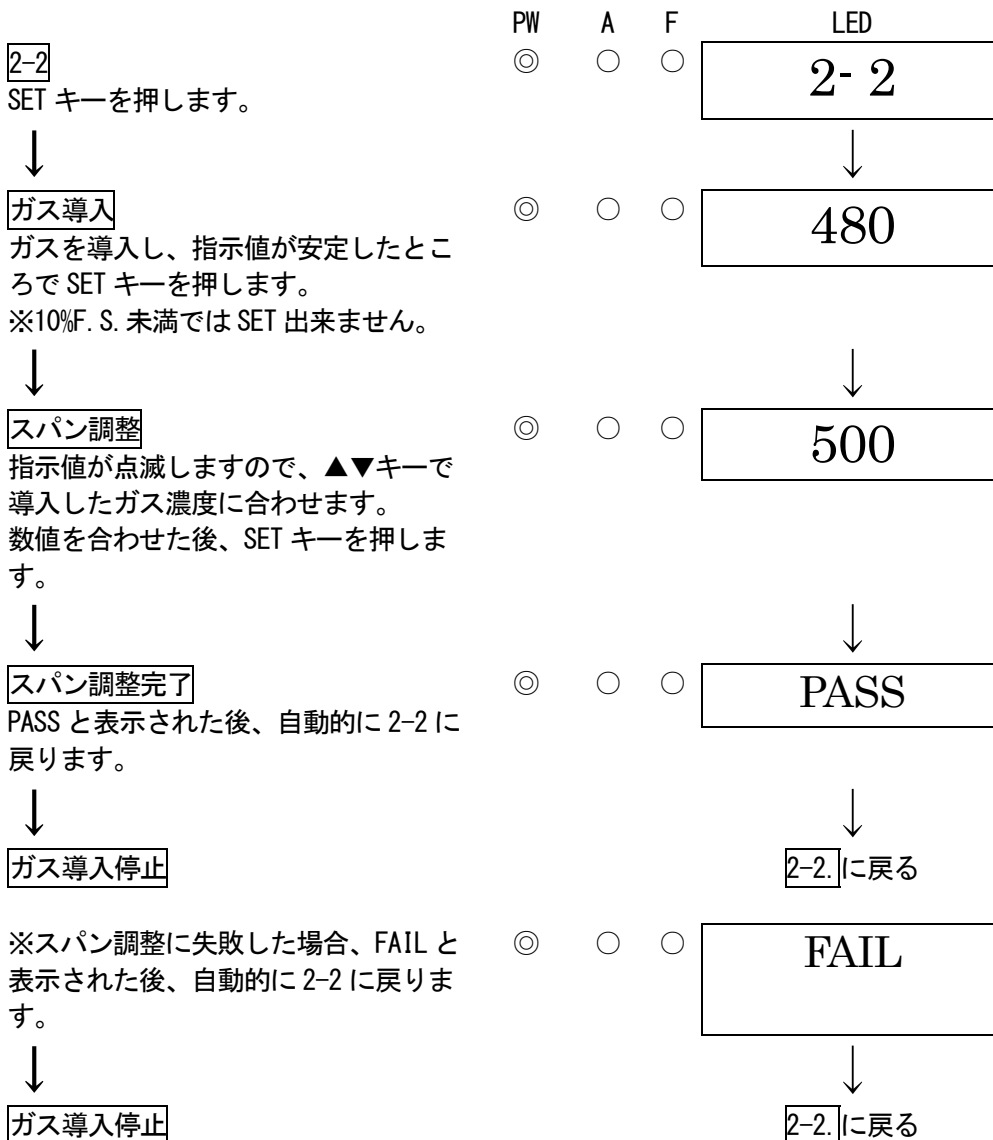 PW A F LED
2-2 ◎ ○ ○ 2- 2
SET キーを押します。
↓ ↓
ガス導入 ◎ ○ ○ 480
ガスを導入し、指示値が安定したとこ
ろで SET キーを押します。
※10%F.S.未満では SET 出来ません。
↓ ↓
スパン調整 ◎ ○ ○ 500
指示値が点滅しますので、▲▼キーで
導入したガス濃度に合わせます。
数値を合わせた後、SET キーを押しま
す。
↓ ↓
スパン調整完了 ◎ ○ ○ PASS
PASS と表示された後、自動的に 2-2 に
戻ります。
↓ ↓
ガス導入停止 2-2.に戻る
※スパン調整に失敗した場合、FAIL と ◎ ○ ○ FAIL
表示された後、自動的に 2-2 に戻りま
す。
↓ ↓
ガス導入停止 2-2.に戻る